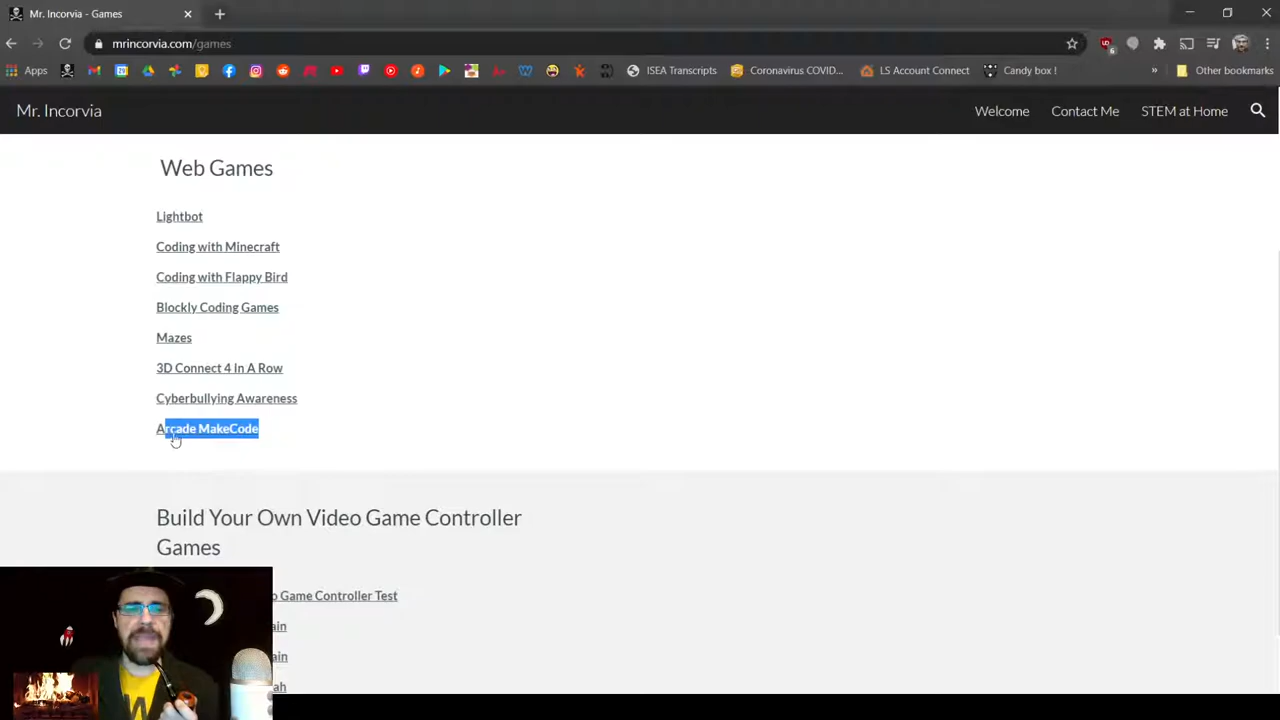 Mr. Incorvia - Games
mrincorvia.com/games
Apps
ISEA Transcripts
Coronavirus COVID...
LS Account Connect
Candy box !
Other bookmarks
Mr. Incorvia
Welcome
Contact Me
STEM at Home
Web Games
Lightbot
Coding with Minecraft
Coding with Flappy Bird
Blockly Coding Games
Mazes
3D Connect 4 In A Row
Cyberbullying Awareness
Arcade MakeCode
Build Your Own Video Game Controller
Games
o Game Controller Test
ain
ain
ah